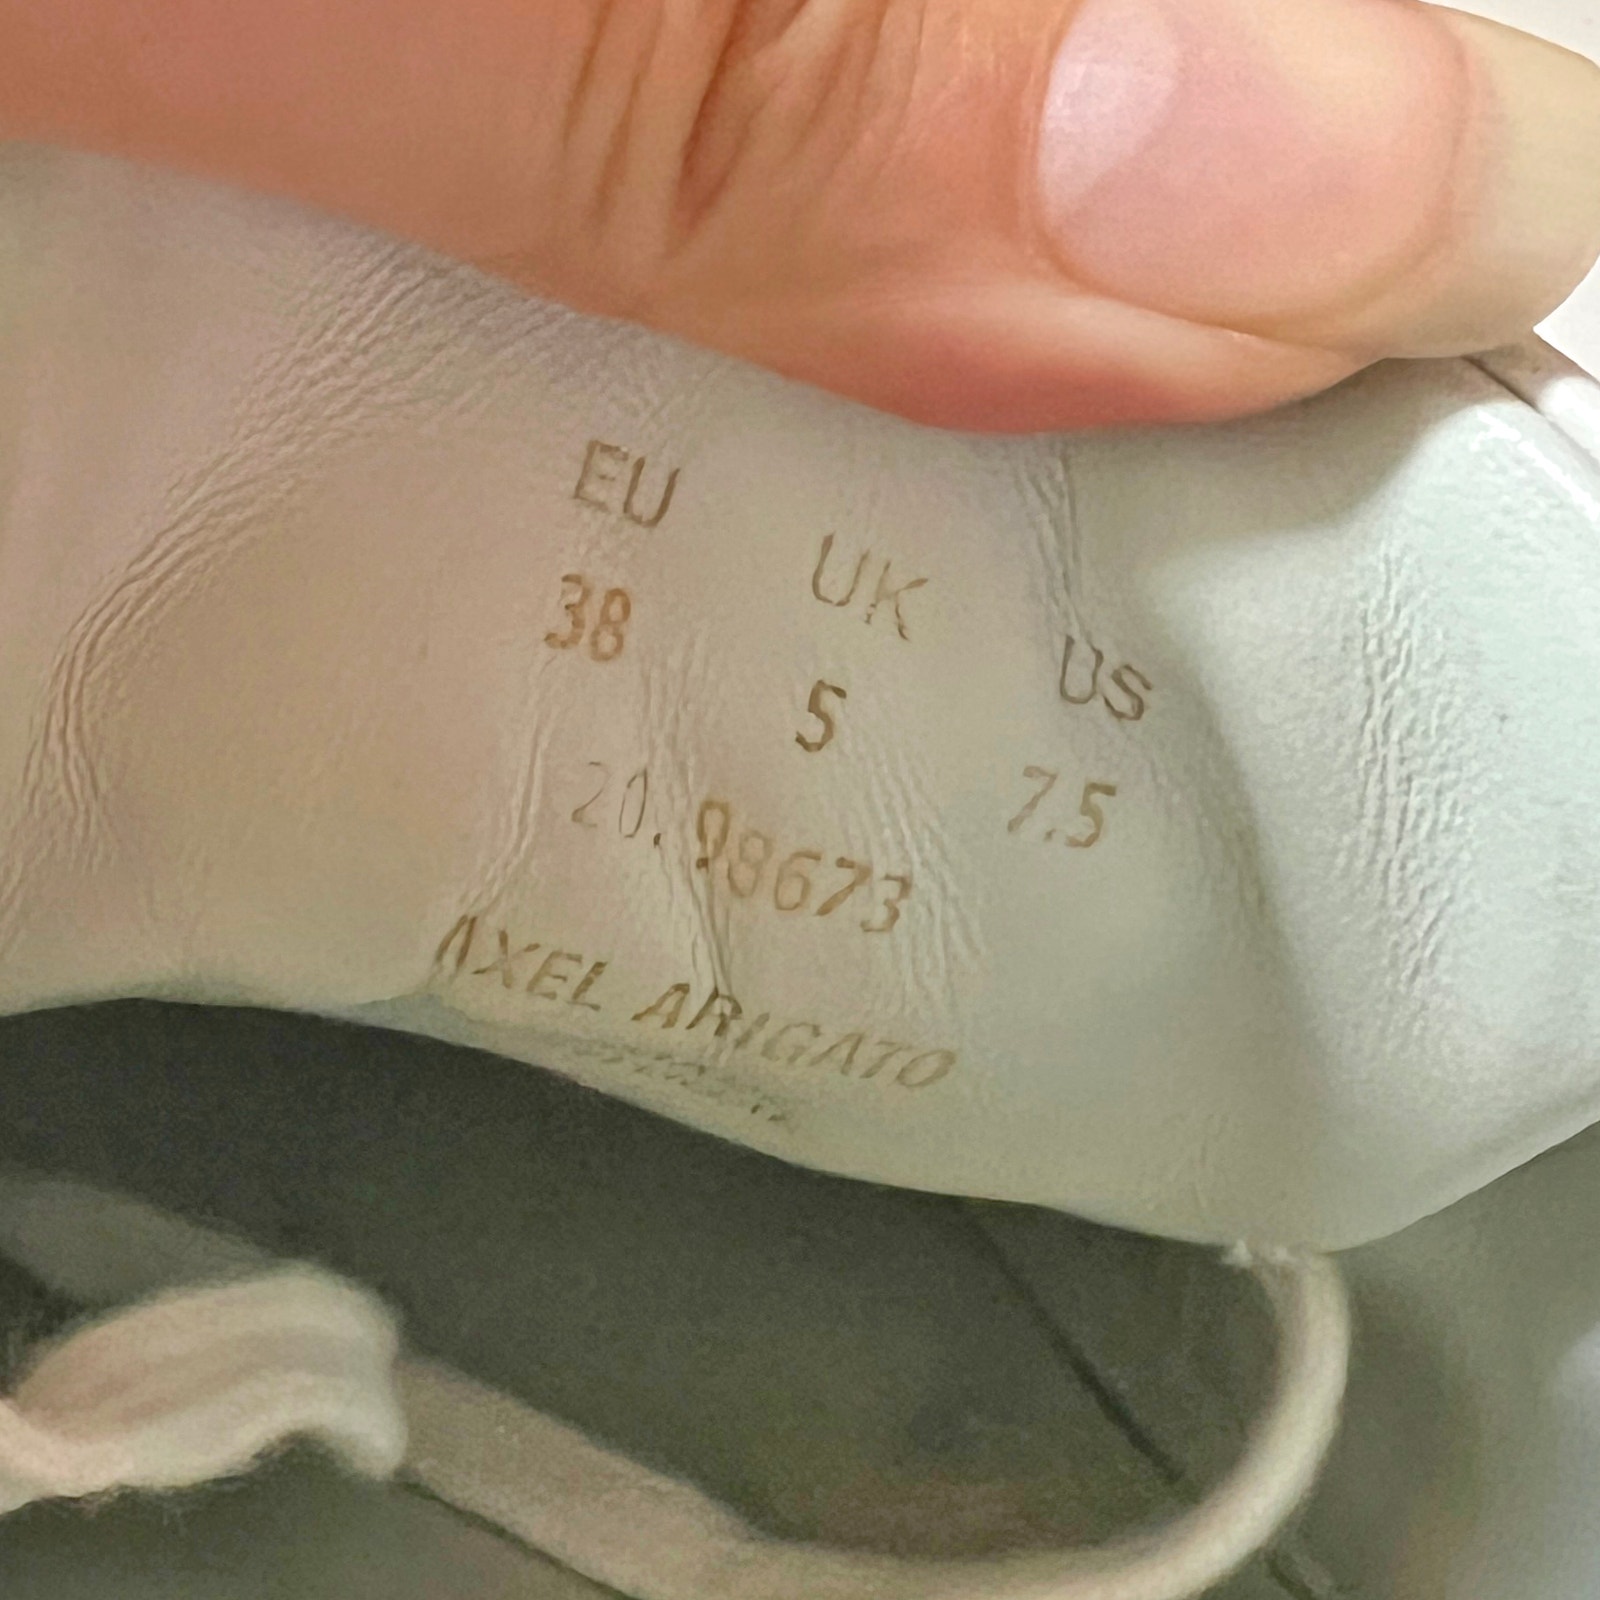 EU UK US
38 5 7.5
20.98673
AXEL ARIGATO